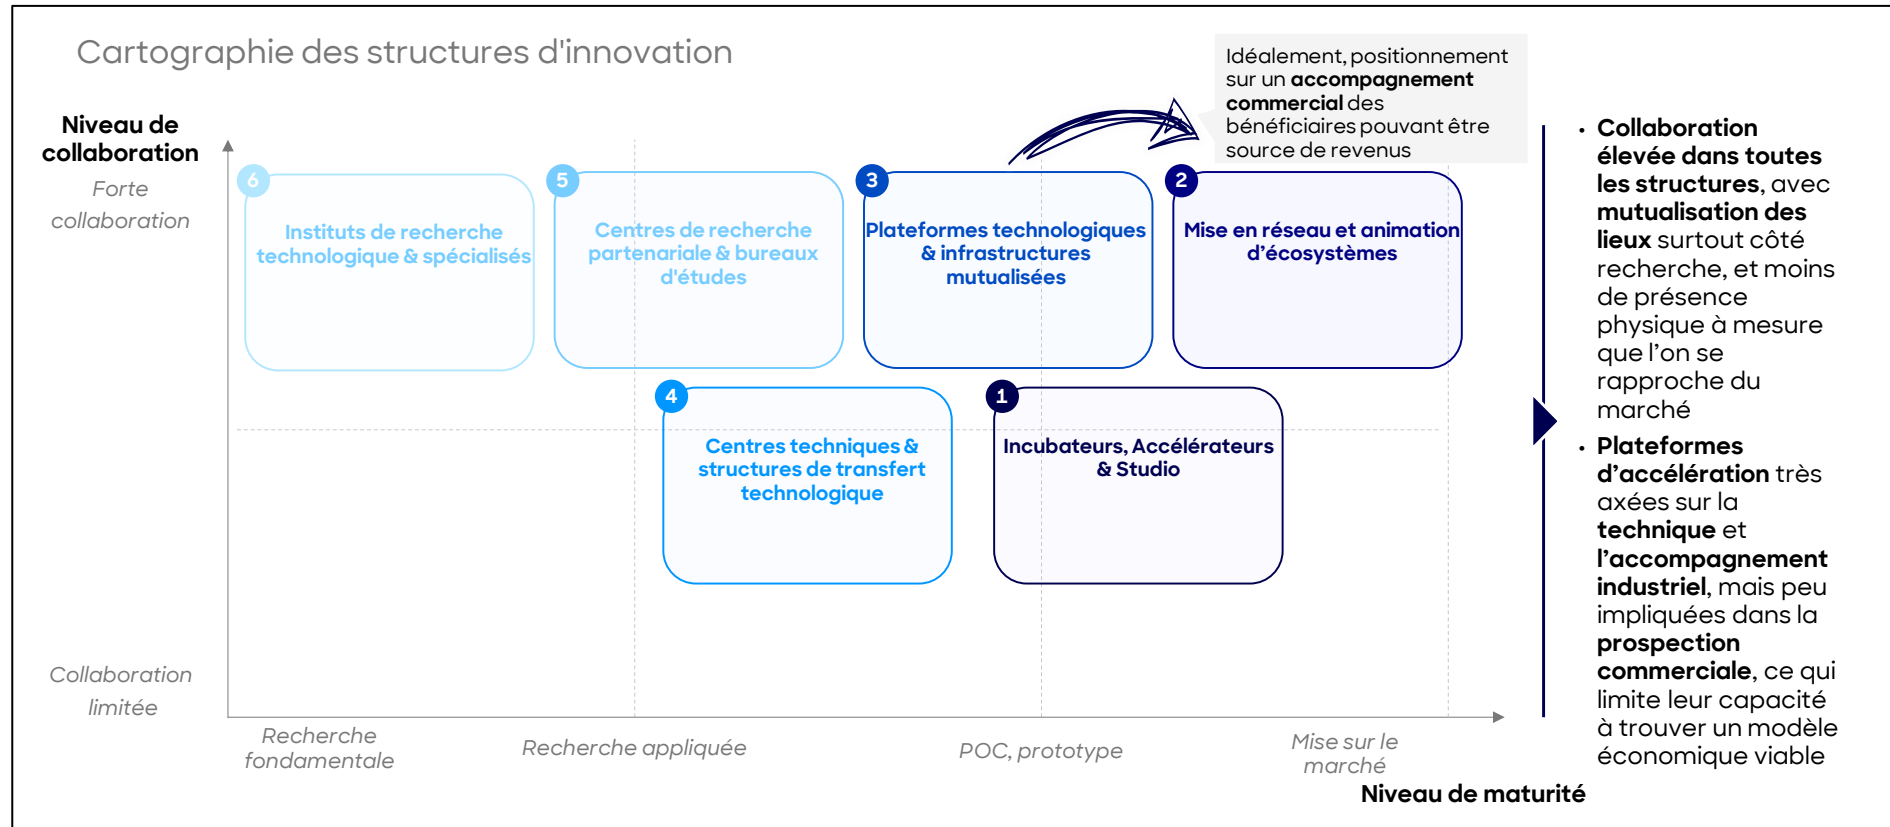 Cartographie des structures d'innovation
Idéalement, positionnement
sur un accompagnement
commercial des
bénéficiaires pouvant être
source de revenus
Niveau de
collaboration
Forte
collaboration
6
Instituts de recherche
technologique & spécialisés
5
Centres de recherche
partenariale & bureaux
d'études
3
Plateformes technologiques
& infrastructures
mutualisées
2
Mise en réseau et animation
d’écosystèmes
4
Centres techniques &
structures de transfert
technologique
1
Incubateurs, Accélérateurs
& Studio
Collaboration
limitée
Recherche
fondamentale
Recherche appliquée
POC, prototype
Mise sur le
marché
Niveau de maturité
• Collaboration
élevée dans toutes
les structures, avec
mutualisation des
lieux surtout côté
recherche, et moins
de présence
physique à mesure
que l’on se
rapproche du
marché
• Plateformes
d’accélération très
axées sur la
technique et
l’accompagnement
industriel, mais peu
impliquées dans la
prospection
commerciale, ce qui
limite leur capacité
à trouver un modèle
économique viable